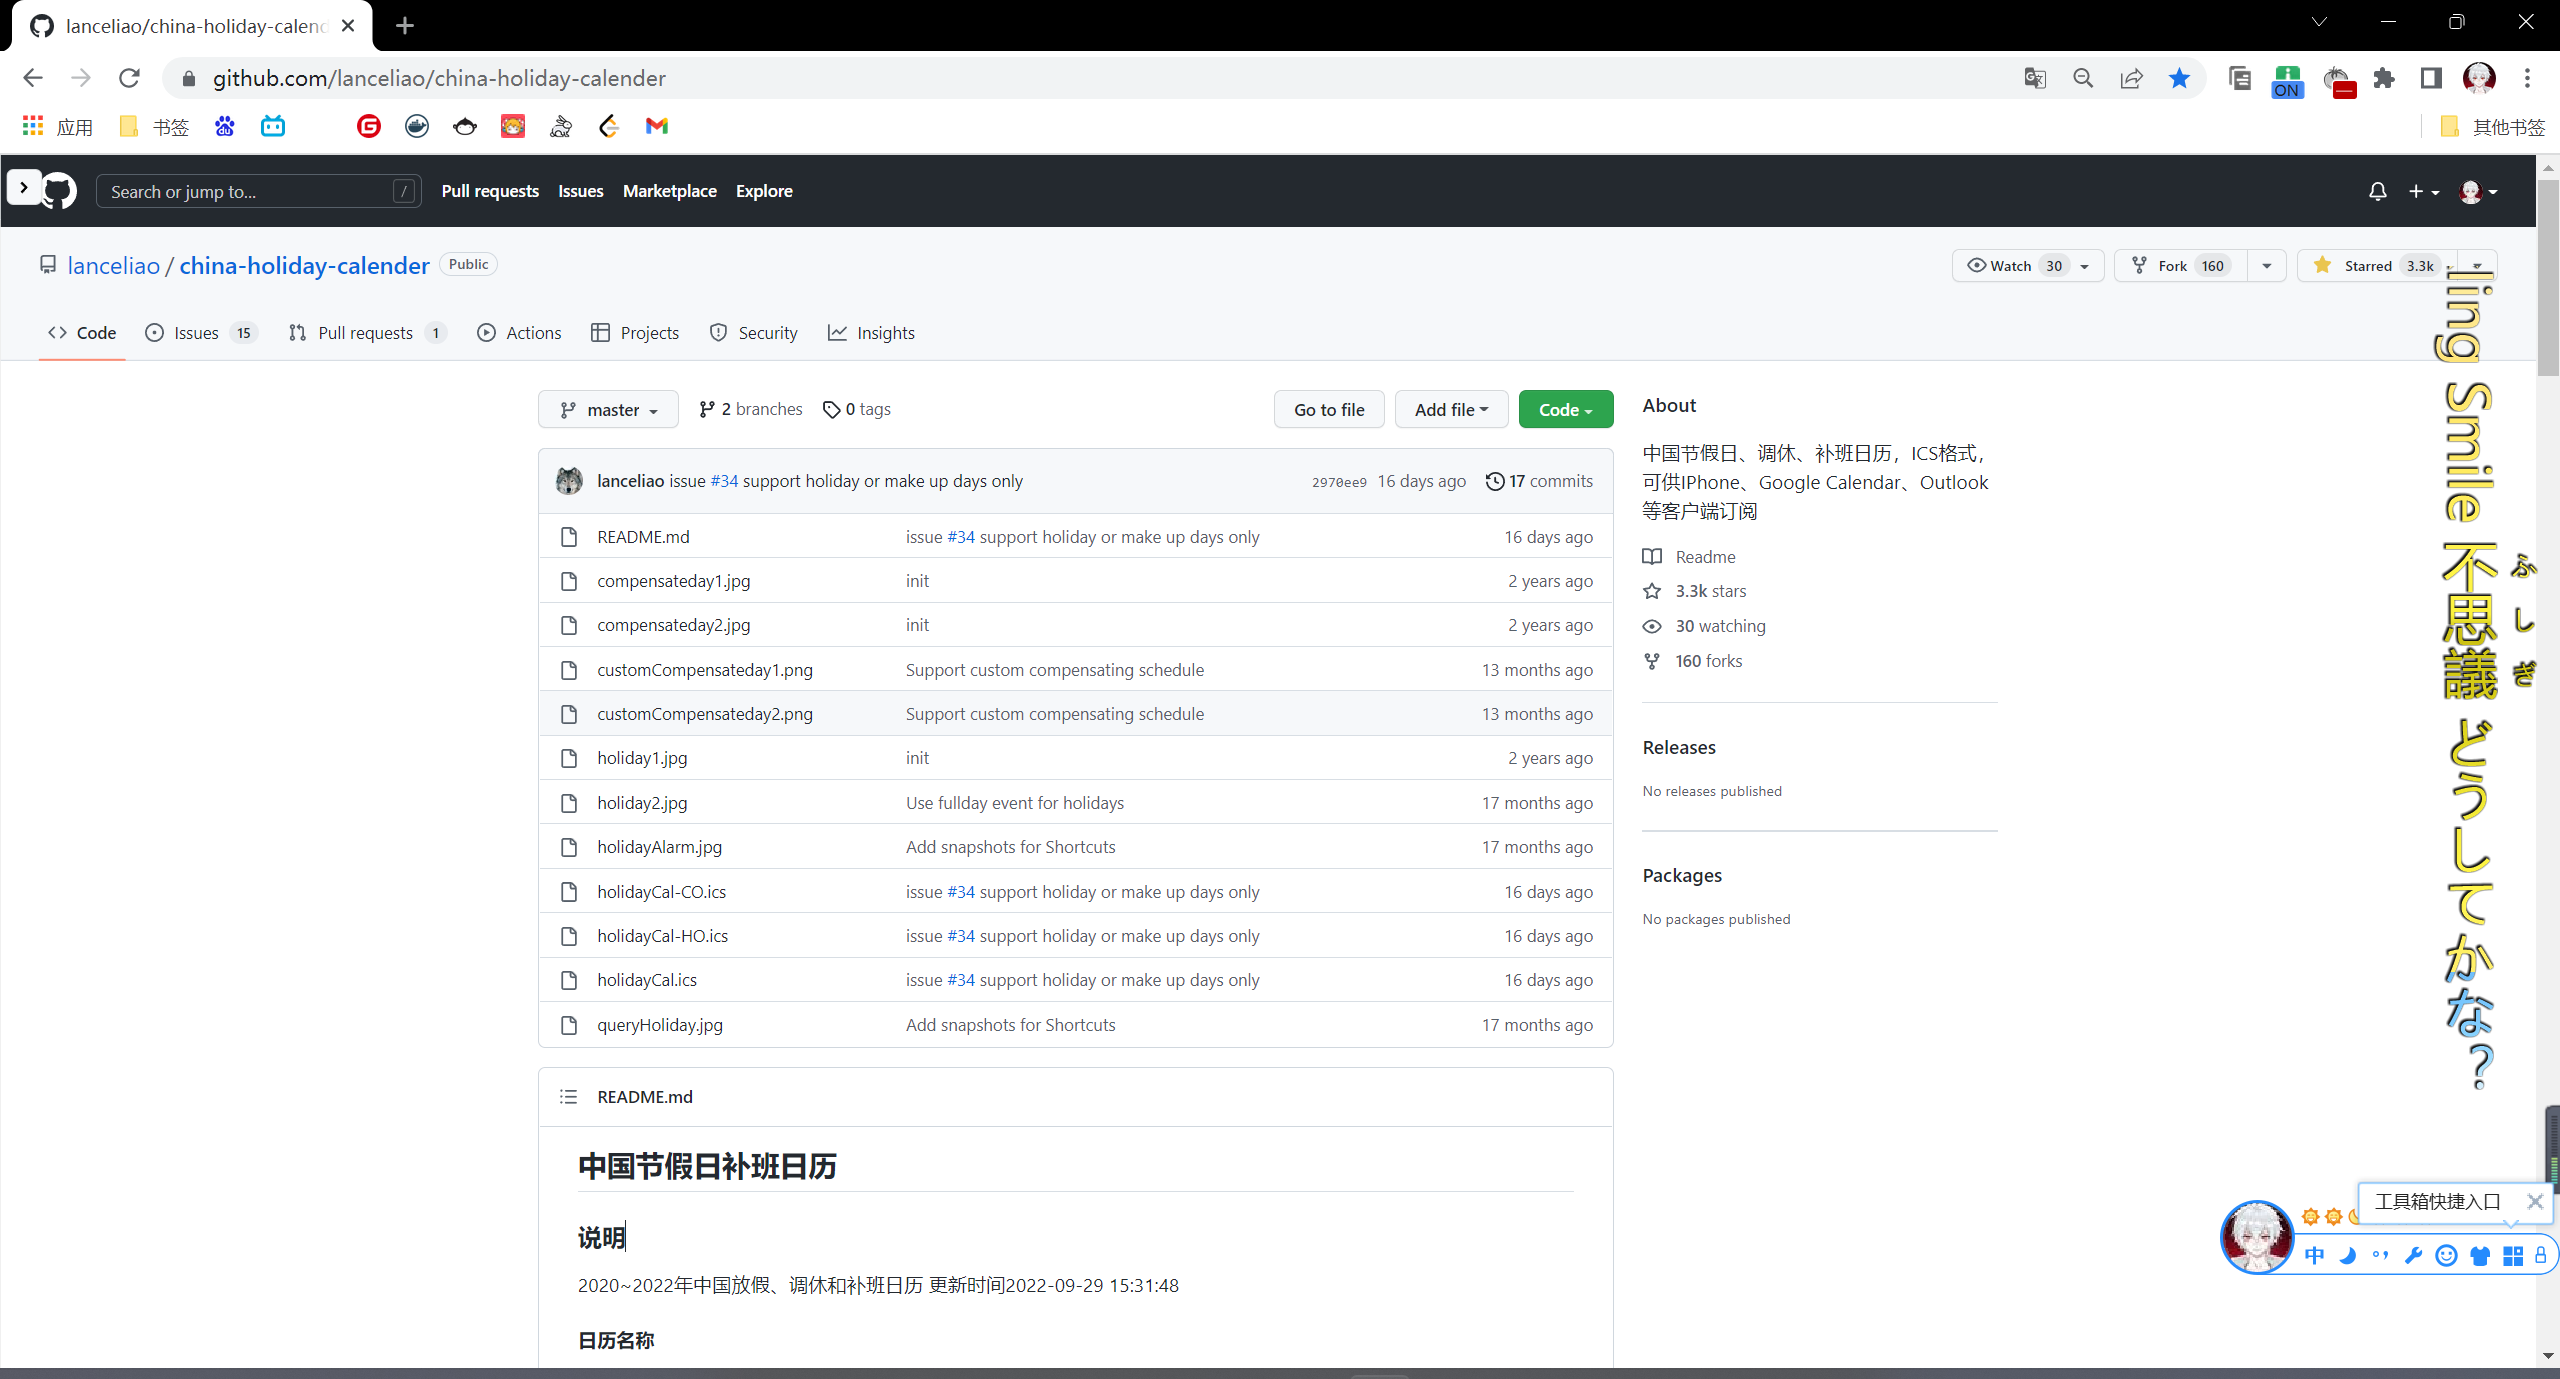 lanceliao/china-holiday-calend
github.com/lanceliao/china-holiday-calender
ON
应用
书签
其他书签
Search or jump to...
/
Pull requests
Issues
Marketplace
Explore
lanceliao / china-holiday-calender Public
Watch 30
Fork 160
Starred 3.3k
Code
Issues 15
Pull requests 1
Actions
Projects
Security
Insights
master
2 branches
0 tags
Go to file
Add file
Code
lanceliao issue #34 support holiday or make up days only 2970ee9 16 days ago 17 commits
README.md issue #34 support holiday or make up days only 16 days ago
compensateday1.jpg init 2 years ago
compensateday2.jpg init 2 years ago
customCompensateday1.png Support custom compensating schedule 13 months ago
customCompensateday2.png Support custom compensating schedule 13 months ago
holiday1.jpg init 2 years ago
holiday2.jpg Use fullday event for holidays 17 months ago
holidayAlarm.jpg Add snapshots for Shortcuts 17 months ago
holidayCal-CO.ics issue #34 support holiday or make up days only 16 days ago
holidayCal-HO.ics issue #34 support holiday or make up days only 16 days ago
holidayCal.ics issue #34 support holiday or make up days only 16 days ago
queryHoliday.jpg Add snapshots for Shortcuts 17 months ago
README.md
中国节假日补班日历
说明
2020~2022年中国放假、调休和补班日历 更新时间2022-09-29 15:31:48
日历名称
About
中国节假日、调休、补班日历，ICS格式，
可供IPhone、Google Calendar、Outlook
等客户端订阅
Readme
3.3k stars
30 watching
160 forks
Releases
No releases published
Packages
No packages published
ling Smile 不思議 どうしてかな？
ふしぎ
工具箱快捷入口
中